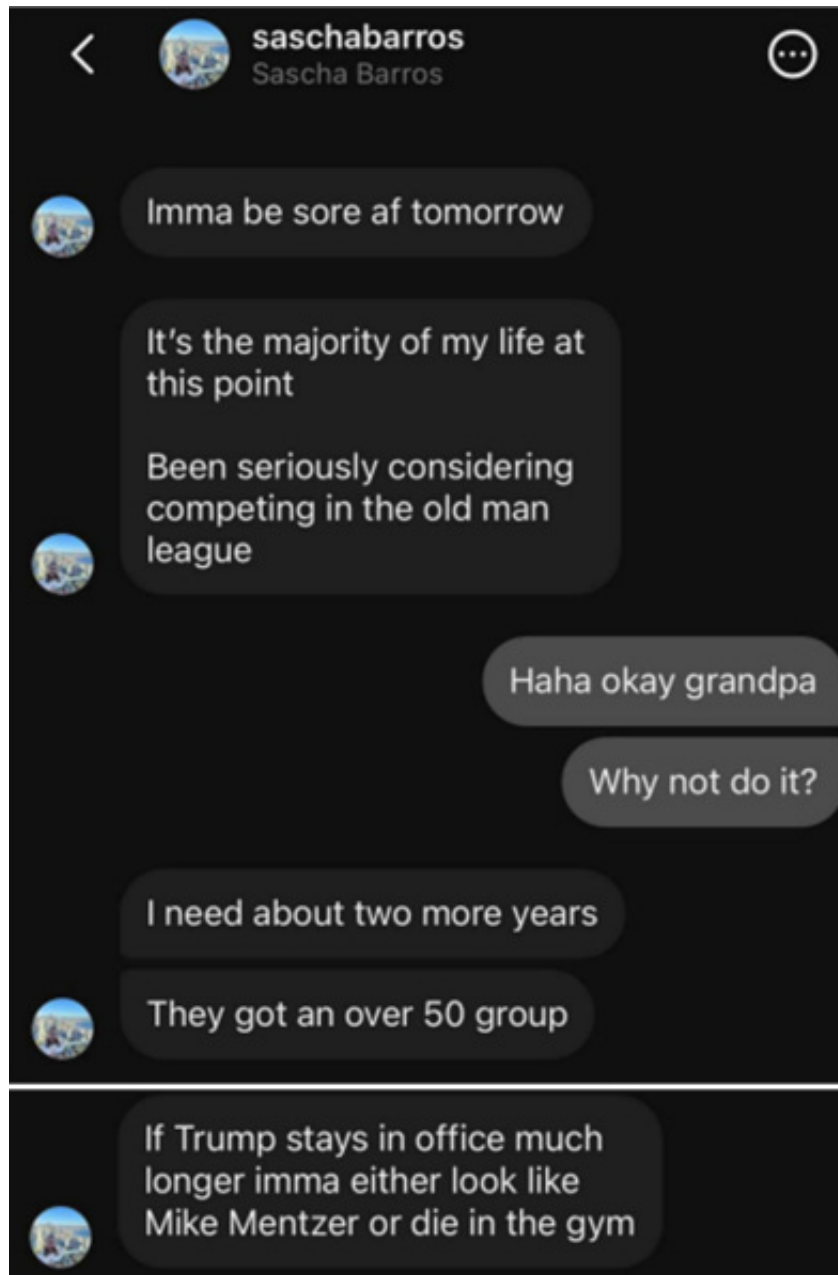 saschabarros
Sascha Barros
Imma be sore af tomorrow
It's the majority of my life at
this point
Been seriously considering
competing in the old man
league
Haha okay grandpa
Why not do it?
I need about two more years
They got an over 50 group
If Trump stays in office much
longer imma either look like
Mike Mentzer or die in the gym